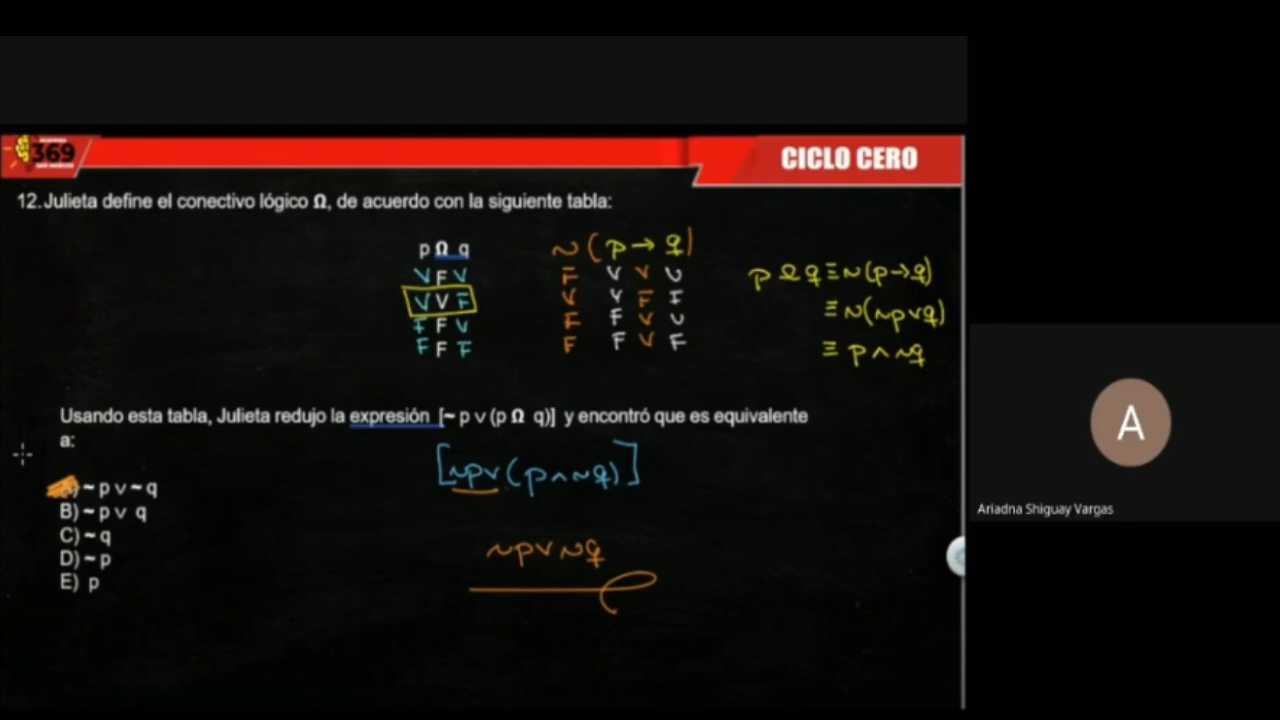 369
CICLO CERO
12. Julieta define el conectivo lógico Ω, de acuerdo con la siguiente tabla:
p Ω q
V F V
V V F
F F V
F F F
~ ( p → q )
F V V V
V V F F
F F V V
F F V F
p Ω q ≡ ~(p→q)
≡ ~(~p∨q)
≡ p ∧ ~q
Usando esta tabla, Julieta redujo la expresión [~ p ∨ (p Ω q)] y encontró que es equivalente
a:
[~p∨(p∧~q)]
~p∨~q
) ~ p ∨ ~ q
B) ~ p ∨ q
C) ~ q
D) ~ p
E) p
A
Ariadna Shiguay Vargas